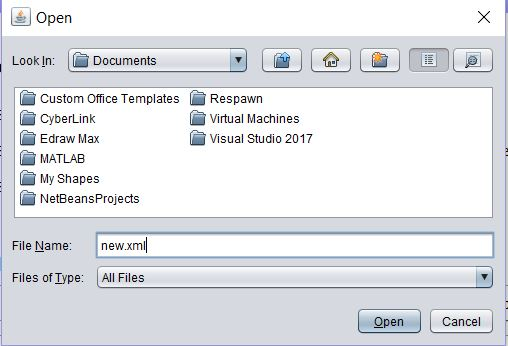 Open
Look In: Documents
Custom Office Templates Respawn
CyberLink Virtual Machines
Edraw Max Visual Studio 2017
MATLAB
My Shapes
NetBeansProjects
File Name: new.xml
Files of Type: All Files
Open Cancel